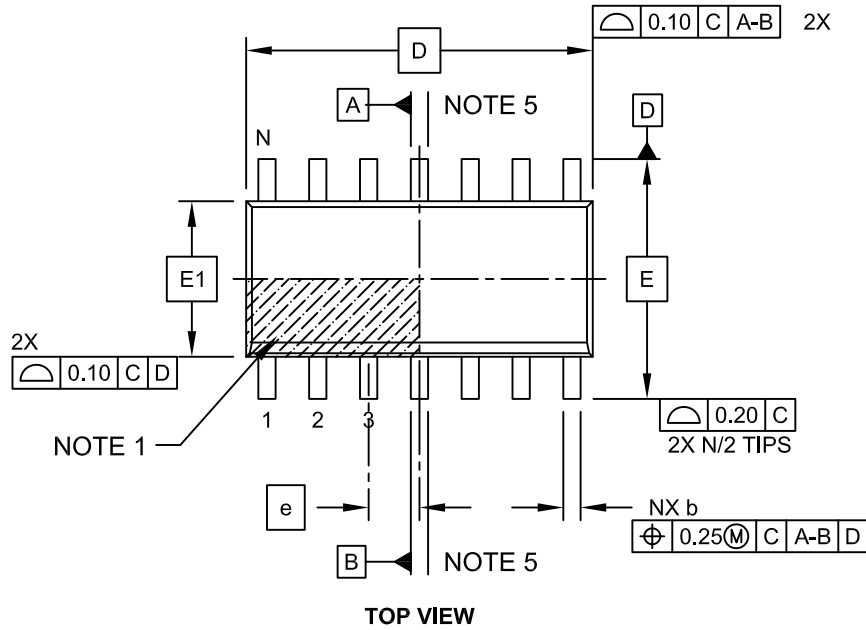 ⌓ 0.10 C A-B 2X
D
A NOTE 5
D
N
E1
E
2X
⌓ 0.10 C D
⌓ 0.20 C
2X N/2 TIPS
1 2 3
NOTE 1
e
NX b
⌖ 0.25Ⓜ C A-B D
B NOTE 5
TOP VIEW